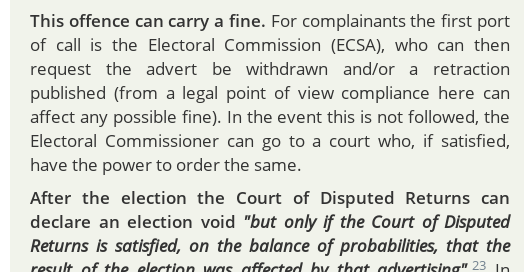 This offence can carry a fine. For complainants the first port
of call is the Electoral Commission (ECSA), who can then
request the advert be withdrawn and/or a retraction
published (from a legal point of view compliance here can
affect any possible fine). In the event this is not followed, the
Electoral Commissioner can go to a court who, if satisfied,
have the power to order the same.
After the election the Court of Disputed Returns can
declare an election void "but only if the Court of Disputed
Returns is satisfied, on the balance of probabilities, that the
result of the election was affected by that advertising" 23 In